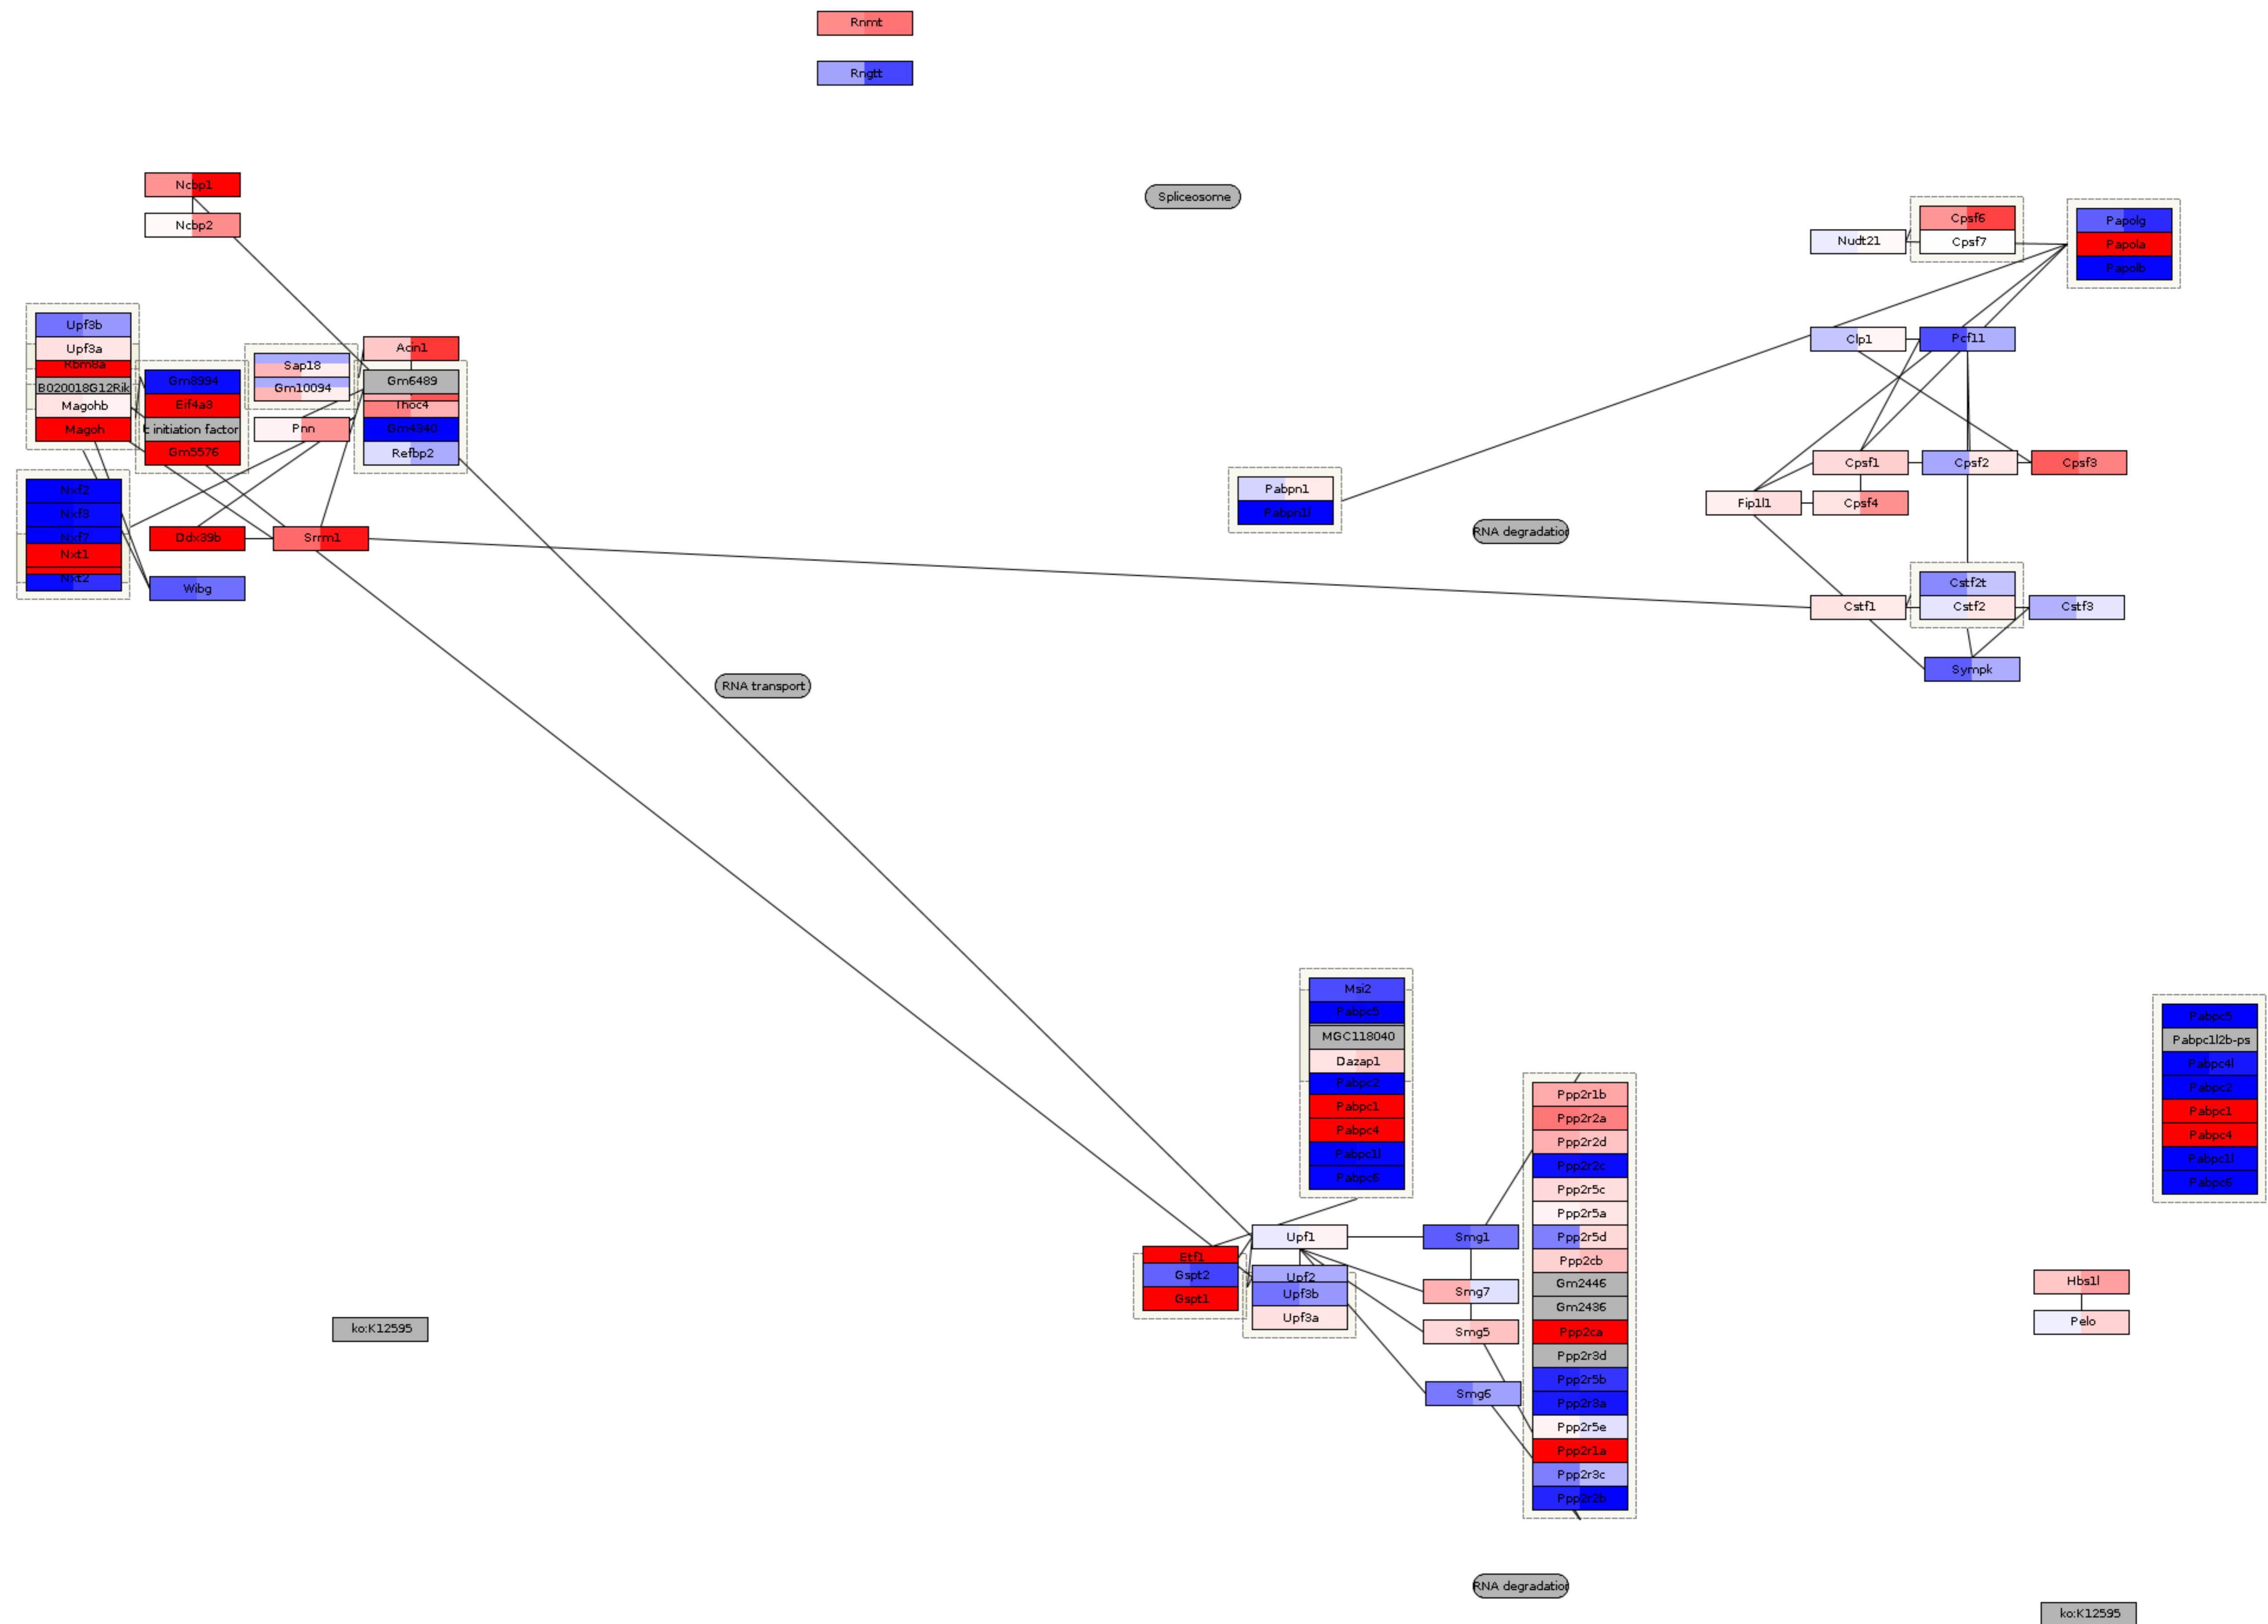 Rnmt
Rngtt
Ncbp1
Ncbp2
Spliceosome
Cpsf6
Nudt21
Cpsf7
Papolg
Papola
Papolb
Upf3b
Upf3a
Rbm8a
B020018G12Rik
Magohb
Magoh
Gm8994
Eif4a3
t initiation factor
Gm5576
Sap18
Gm10094
Pnn
Acin1
Gm6489
Thoc4
Gm4340
Refbp2
Clp1
Pcf11
Cpsf1
Cpsf2
Cpsf3
Fip1l1
Cpsf4
Pabpn1
Pabpn1l
RNA degradation
Nxf2
Nxf3
Nxf7
Nxt1
Nxt2
Ddx39b
Srrm1
Wibg
Cstf2t
Cstf1
Cstf2
Cstf3
Sympk
RNA transport
Msi2
Pabpc5
MGC118040
Dazap1
Pabpc2
Pabpc1
Pabpc4
Pabpc1l
Pabpc6
Pabpc5
Pabpc1l2b-ps
Pabpc4l
Pabpc2
Pabpc1
Pabpc4
Pabpc1l
Pabpc6
Ppp2r1b
Ppp2r2a
Ppp2r2d
Ppp2r2c
Ppp2r5c
Ppp2r5a
Ppp2r5d
Ppp2cb
Gm2446
Gm2436
Ppp2ca
Ppp2r3d
Ppp2r5b
Ppp2r3a
Ppp2r5e
Ppp2r1a
Ppp2r3c
Ppp2r2b
Upf1
Smg1
Etf1
Gspt2
Gspt1
Upf2
Upf3b
Upf3a
Smg7
Smg5
Smg6
Hbs1l
Pelo
ko:K12595
RNA degradation
ko:K12595